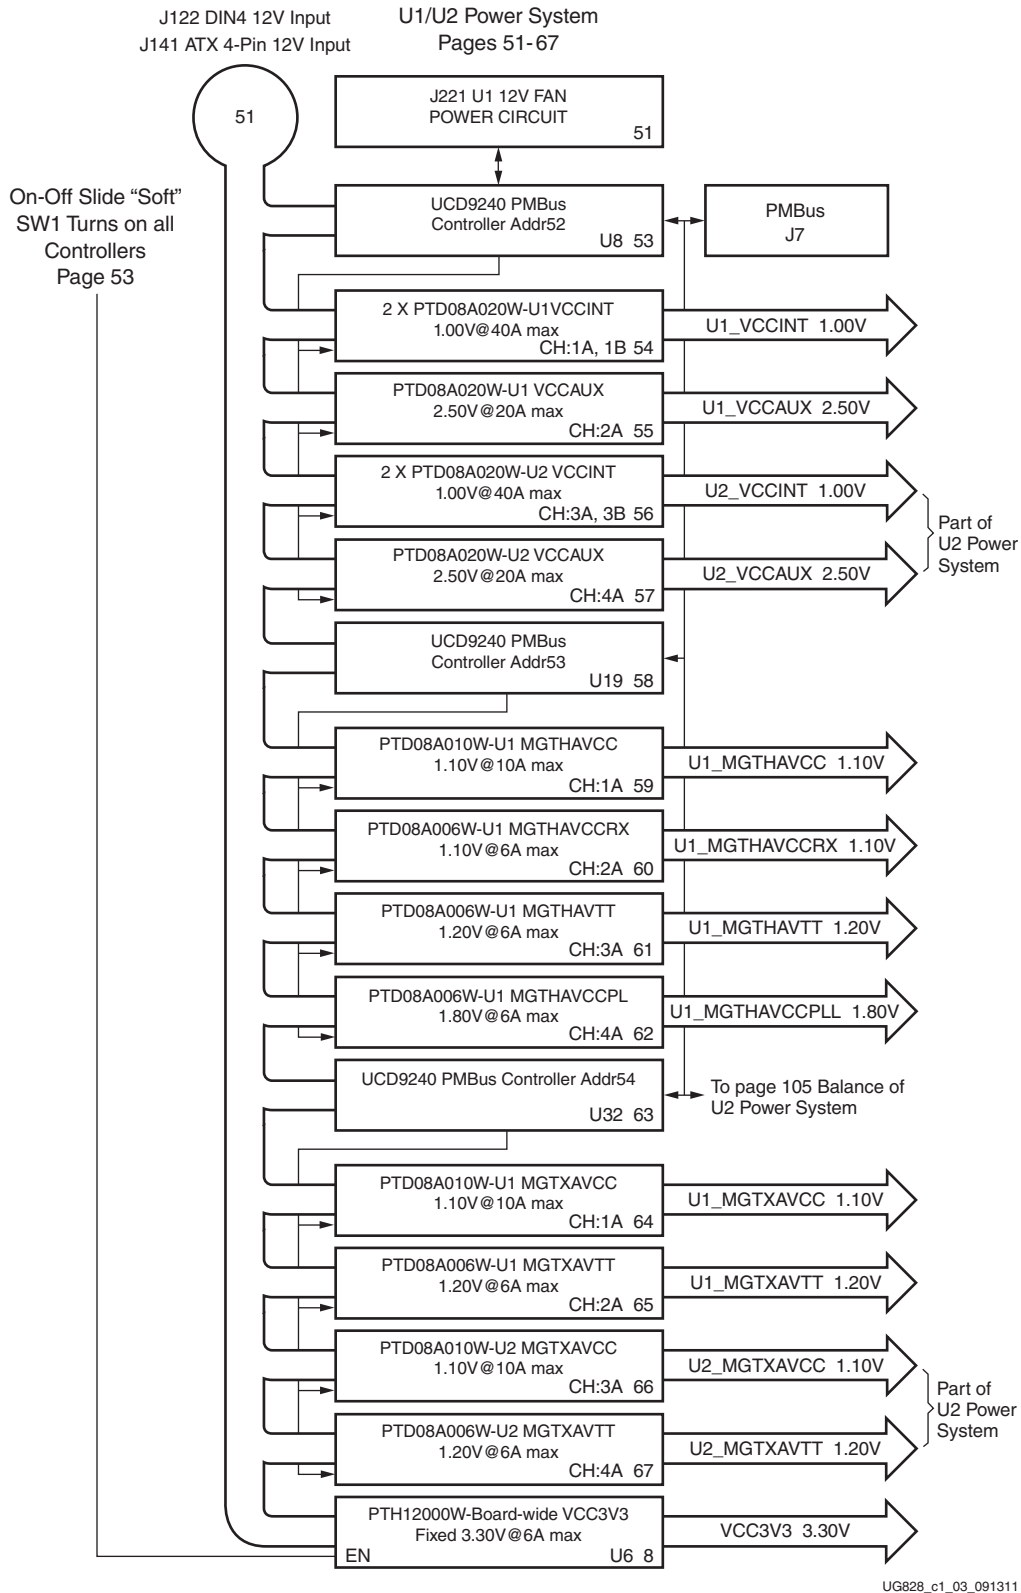 J122 DIN4 12V Input
J141 ATX 4-Pin 12V Input
U1/U2 Power System
Pages 51-67
51
J221 U1 12V FAN
POWER CIRCUIT
51
On-Off Slide “Soft”
SW1 Turns on all
Controllers
Page 53
UCD9240 PMBus
Controller Addr52
U8 53
PMBus
J7
2 X PTD08A020W-U1VCCINT
1.00V@40A max
CH:1A, 1B 54
U1_VCCINT 1.00V
PTD08A020W-U1 VCCAUX
2.50V@20A max
CH:2A 55
U1_VCCAUX 2.50V
2 X PTD08A020W-U2 VCCINT
1.00V@40A max
CH:3A, 3B 56
U2_VCCINT 1.00V
PTD08A020W-U2 VCCAUX
2.50V@20A max
CH:4A 57
U2_VCCAUX 2.50V
Part of
U2 Power
System
UCD9240 PMBus
Controller Addr53
U19 58
PTD08A010W-U1 MGTHAVCC
1.10V@10A max
CH:1A 59
U1_MGTHAVCC 1.10V
PTD08A006W-U1 MGTHAVCCRX
1.10V@6A max
CH:2A 60
U1_MGTHAVCCRX 1.10V
PTD08A006W-U1 MGTHAVTT
1.20V@6A max
CH:3A 61
U1_MGTHAVTT 1.20V
PTD08A006W-U1 MGTHAVCCPL
1.80V@6A max
CH:4A 62
U1_MGTHAVCCPLL 1.80V
UCD9240 PMBus Controller Addr54
U32 63
To page 105 Balance of
U2 Power System
PTD08A010W-U1 MGTXAVCC
1.10V@10A max
CH:1A 64
U1_MGTXAVCC 1.10V
PTD08A006W-U1 MGTXAVTT
1.20V@6A max
CH:2A 65
U1_MGTXAVTT 1.20V
PTD08A010W-U2 MGTXAVCC
1.10V@10A max
CH:3A 66
U2_MGTXAVCC 1.10V
PTD08A006W-U2 MGTXAVTT
1.20V@6A max
CH:4A 67
U2_MGTXAVTT 1.20V
Part of
U2 Power
System
PTH12000W-Board-wide VCC3V3
Fixed 3.30V@6A max
EN
U6 8
VCC3V3 3.30V
UG828_c1_03_091311